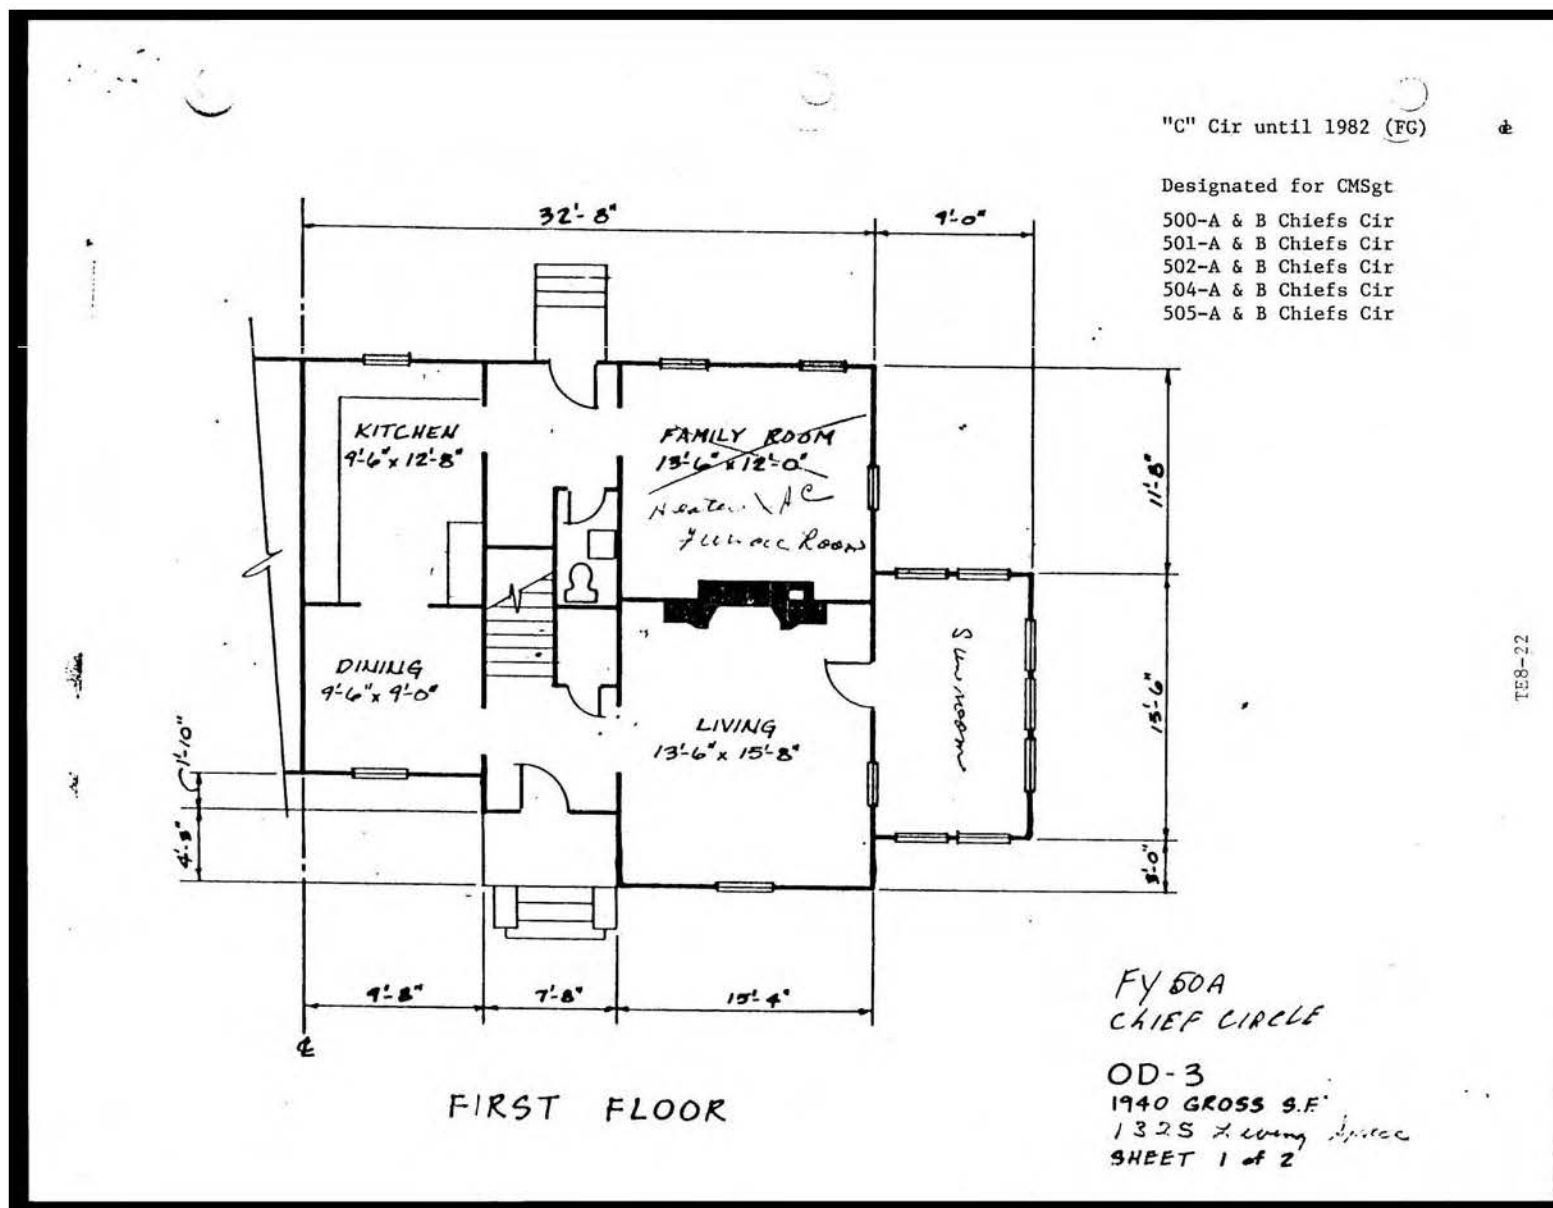 "C" Cir until 1982 (FG)
Designated for CMSgt
500-A & B Chiefs Cir
501-A & B Chiefs Cir
502-A & B Chiefs Cir
504-A & B Chiefs Cir
505-A & B Chiefs Cir
32'-8"
9'-0"
KITCHEN
9'-6" x 12'-8"
FAMILY ROOM
13'-6" x 12'-0"
Heater \ AC
Furnace Room
11'-8"
DINING
9'-6" x 9'-0"
LIVING
13'-6" x 15'-8"
Sun room
15'-6"
TE8-22
1'-10"
4'-3"
3'-0"
9'-8"
7'-8"
15'-4"
FIRST FLOOR
FY 50A
CHIEF CIRCLE
OD-3
1940 GROSS S.F.
1325 Living Space
SHEET 1 of 2